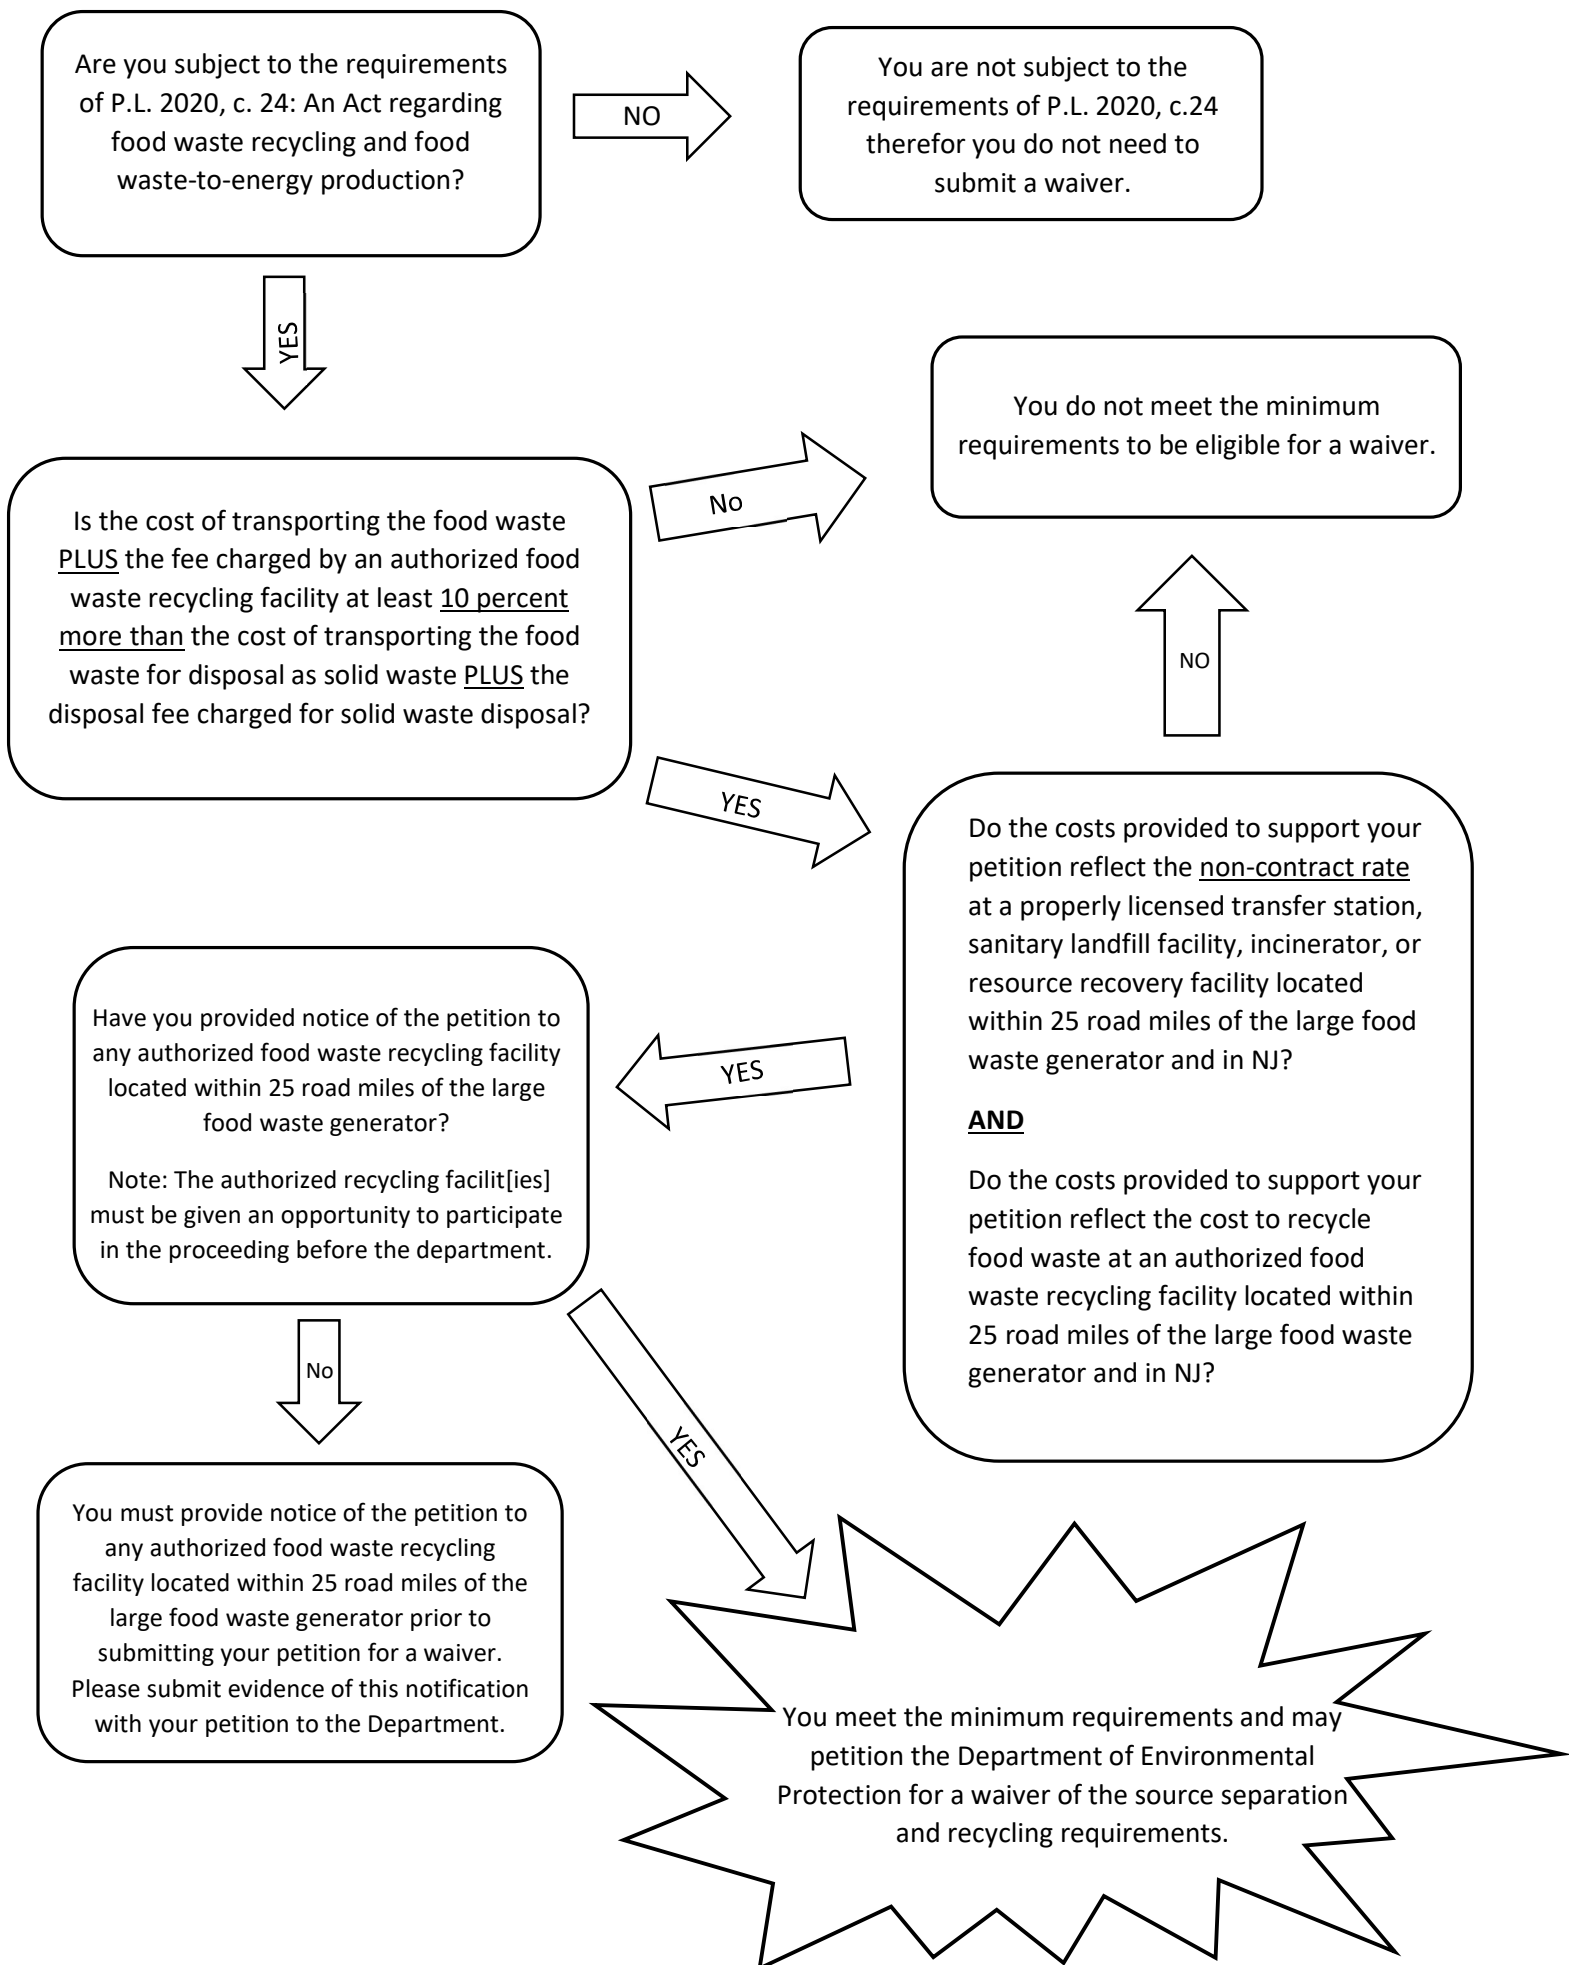 Are you subject to the requirements
of P.L. 2020, c. 24: An Act regarding
food waste recycling and food
waste-to-energy production?
NO
You are not subject to the
requirements of P.L. 2020, c.24
therefor you do not need to
submit a waiver.
YES
You do not meet the minimum
requirements to be eligible for a waiver.
Is the cost of transporting the food waste
PLUS the fee charged by an authorized food
waste recycling facility at least 10 percent
more than the cost of transporting the food
waste for disposal as solid waste PLUS the
disposal fee charged for solid waste disposal?
No
NO
YES
Do the costs provided to support your
petition reflect the non-contract rate
at a properly licensed transfer station,
sanitary landfill facility, incinerator, or
resource recovery facility located
within 25 road miles of the large food
waste generator and in NJ?
AND
Do the costs provided to support your
petition reflect the cost to recycle
food waste at an authorized food
waste recycling facility located within
25 road miles of the large food waste
generator and in NJ?
YES
Have you provided notice of the petition to
any authorized food waste recycling facility
located within 25 road miles of the large
food waste generator?
Note: The authorized recycling facilit[ies]
must be given an opportunity to participate
in the proceeding before the department.
No
YES
You must provide notice of the petition to
any authorized food waste recycling
facility located within 25 road miles of the
large food waste generator prior to
submitting your petition for a waiver.
Please submit evidence of this notification
with your petition to the Department.
You meet the minimum requirements and may
petition the Department of Environmental
Protection for a waiver of the source separation
and recycling requirements.